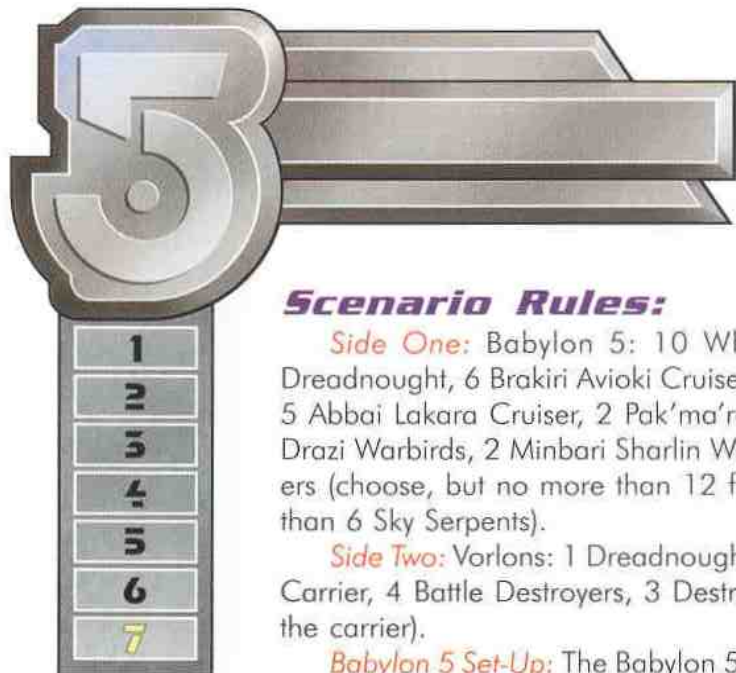 5
1
2
3
4
5
6
7
Scenario Rules:
Side One: Babylon 5: 10 Wh
Dreadnought, 6 Brakiri Avioki Cruise
5 Abbai Lakara Cruiser, 2 Pak'ma'r
Drazi Warbirds, 2 Minbari Sharlin W
ers (choose, but no more than 12 f
than 6 Sky Serpents).
Side Two: Vorlons: 1 Dreadnough
Carrier, 4 Battle Destroyers, 3 Destr
the carrier).
Babylon 5 Set-Up: The Babylon 5